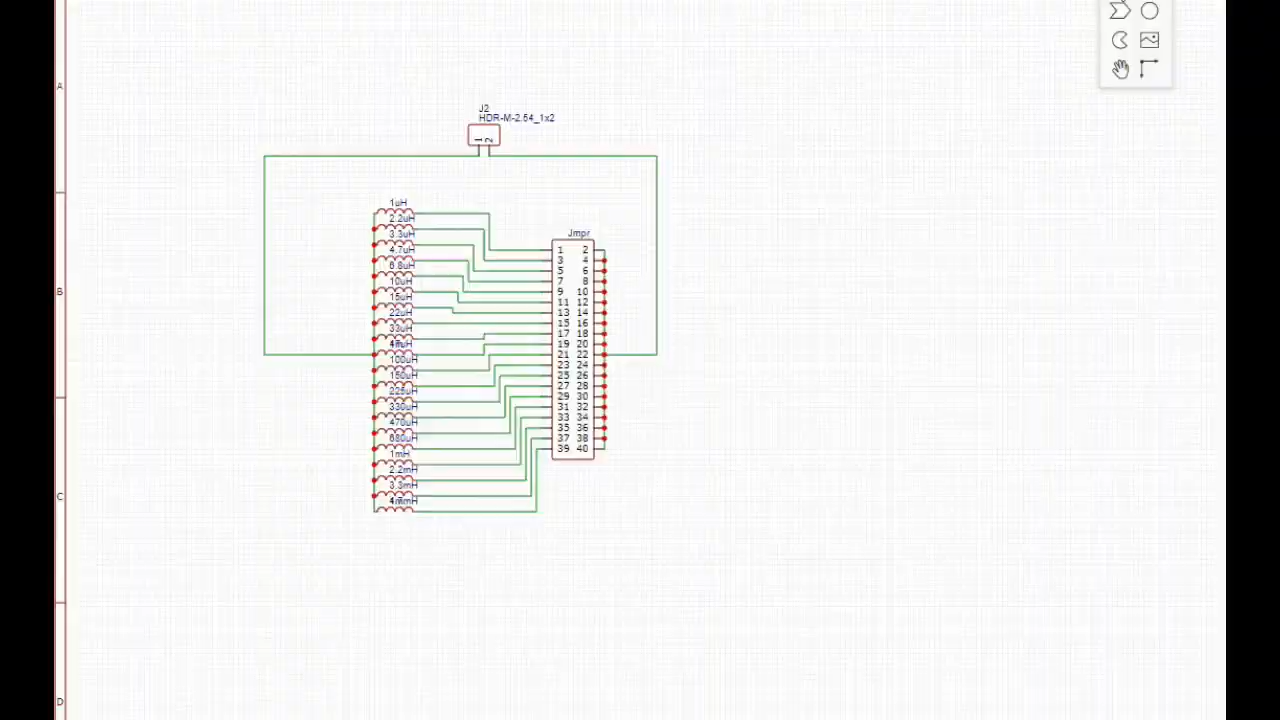 A
J2
HDR-M-2.54_1x2
1 2
1uH
2.2uH
3.3uH
Jmpr
4.7uH
1 2
3 4
6.8uH
5 6
10uH
7 8
9 10
B
15uH
11 12
22uH
13 14
15 16
33uH
17 18
19 20
21 22
100uH
23 24
150uH
25 26
27 28
225uH
29 30
330uH
31 32
33 34
470uH
35 36
680uH
37 38
39 40
1mH
2.2mH
3.3mH
C
D